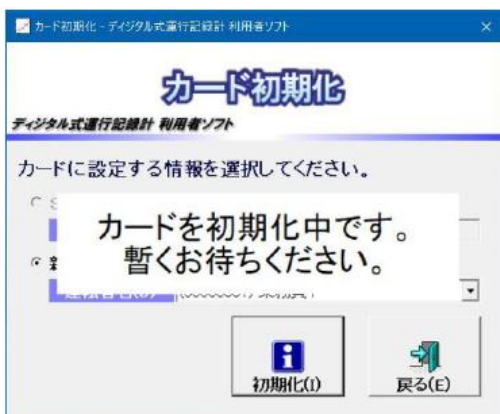 カード初期化 - ディジタル式運行記録計 利用者ソフト
カード初期化
ディジタル式運行記録計 利用者ソフト
カードに設定する情報を選択してください。
カードを初期化中です。
暫くお待ちください。
初期化(I)
戻る(E)